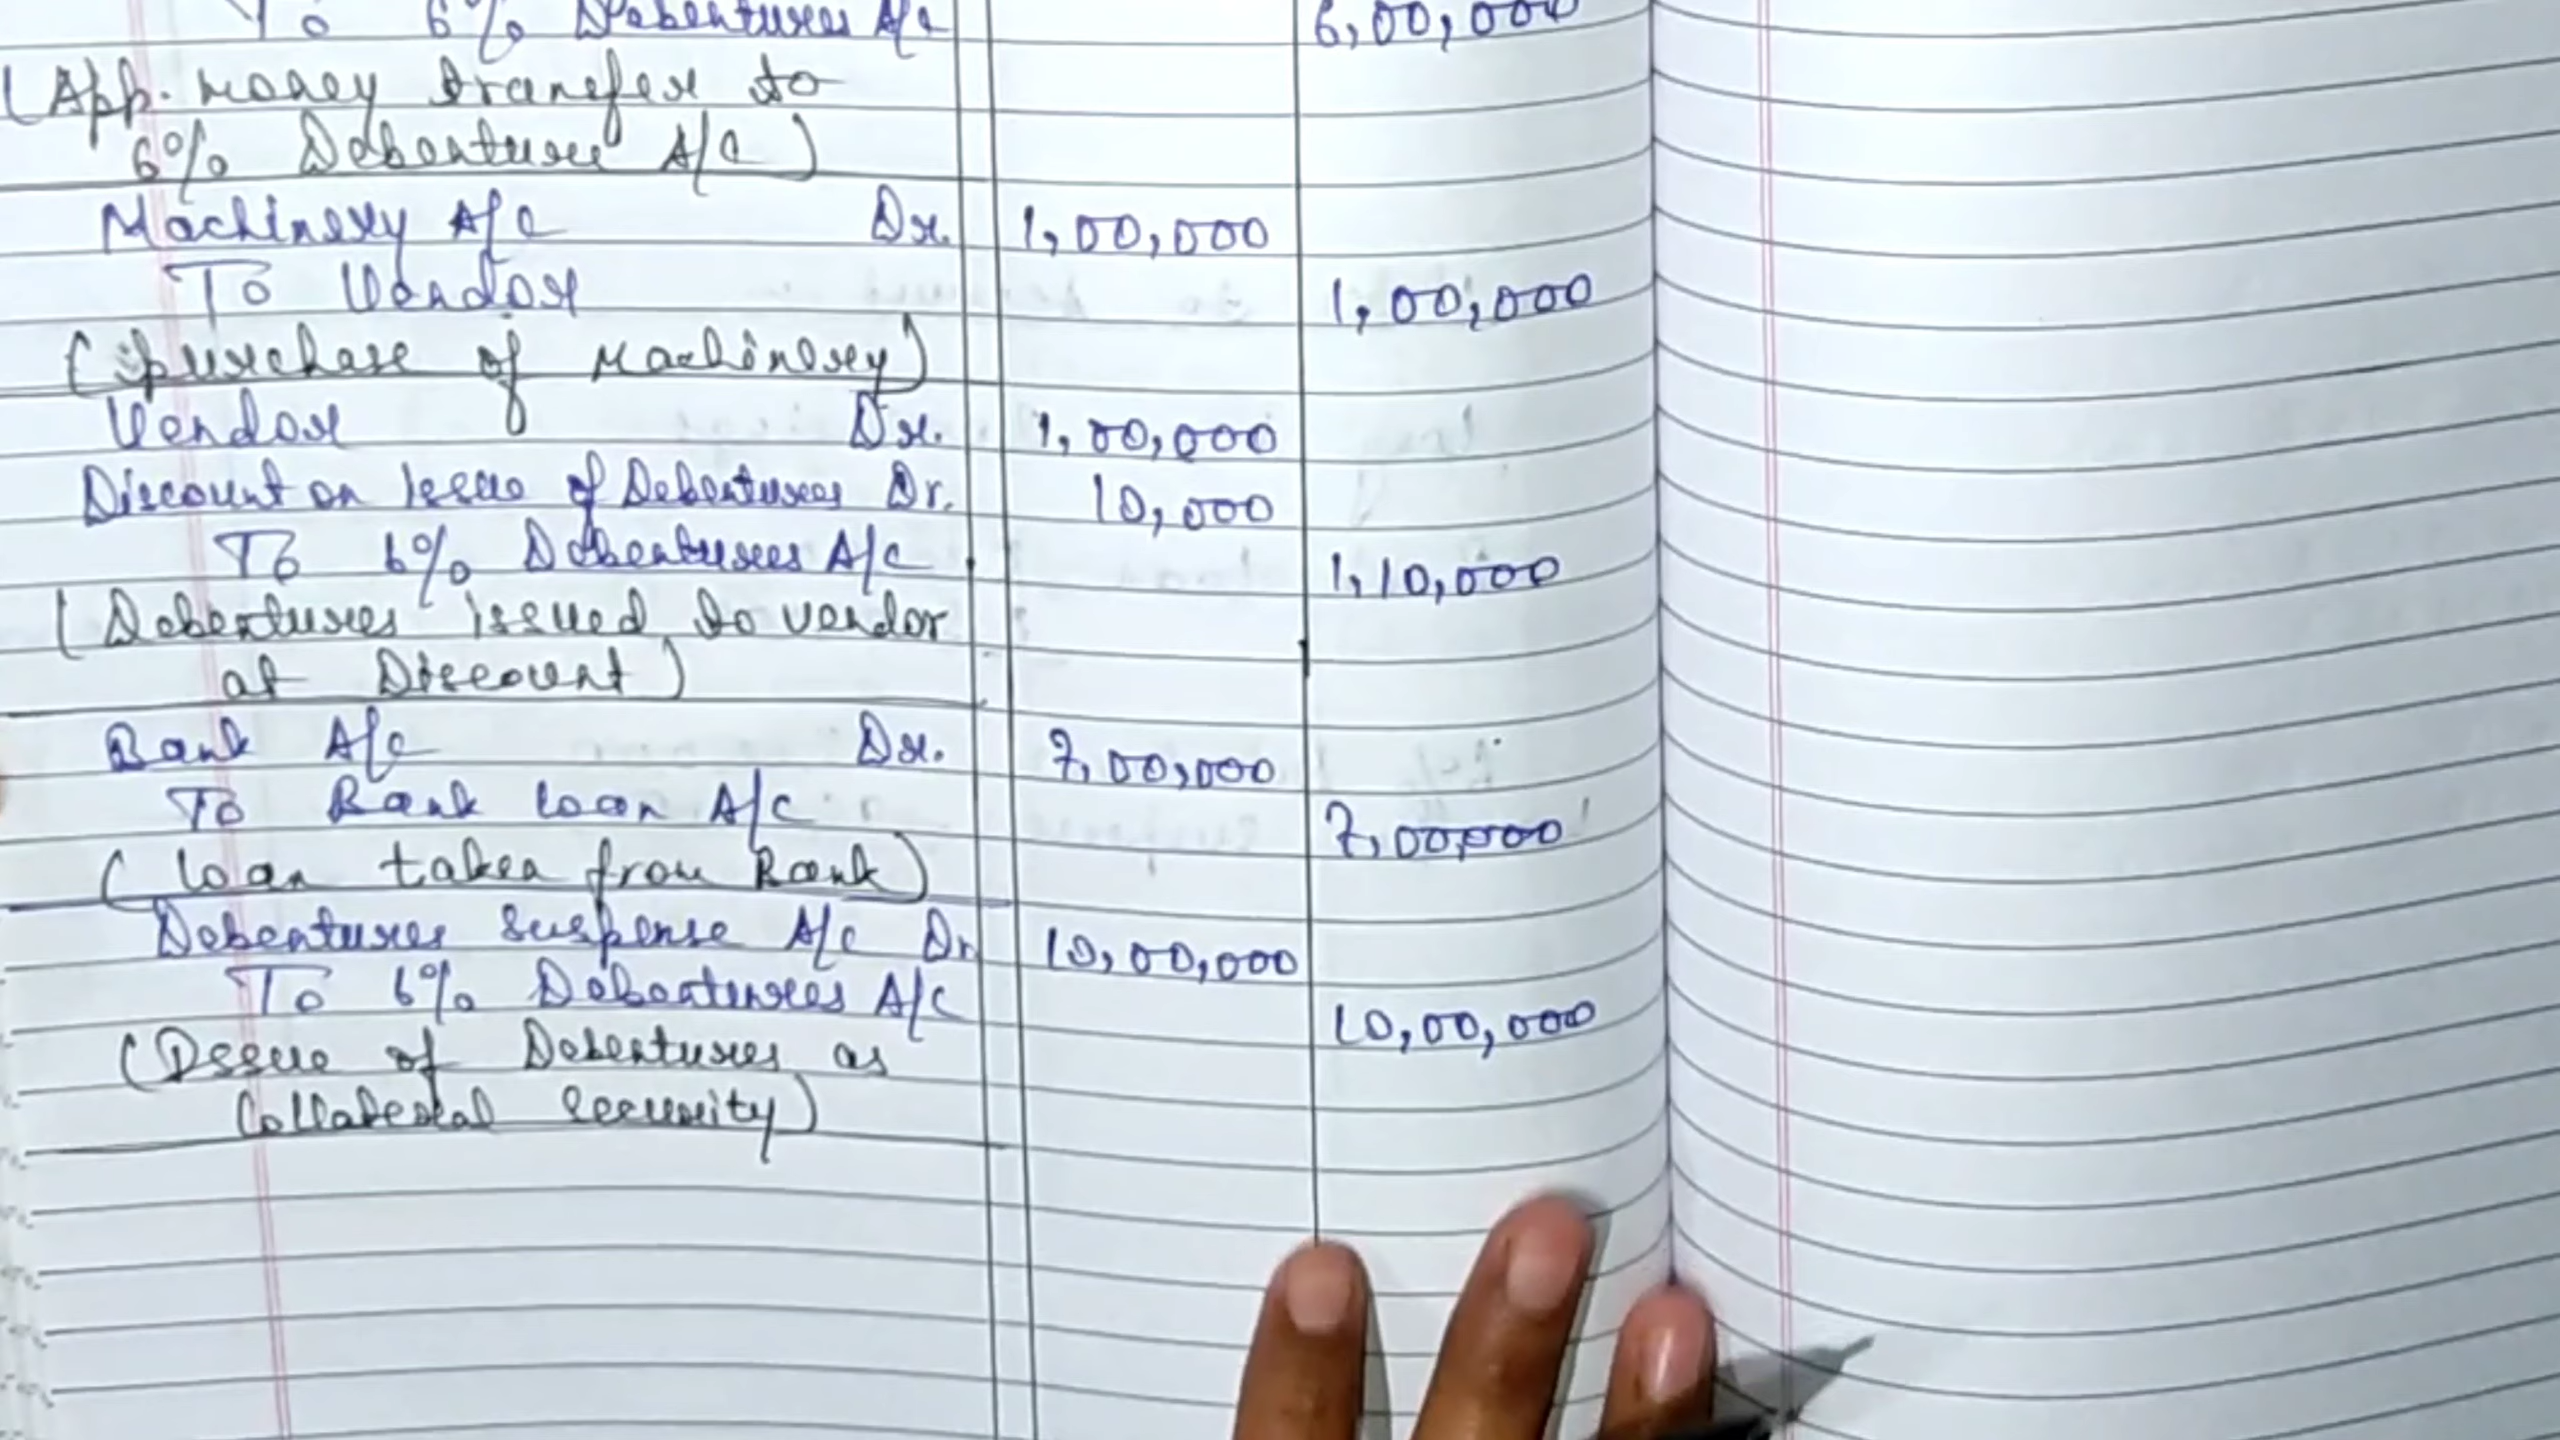 To 6% Debentures A/c 6,00,000
(App. money transfer to
6% Debenture A/c)
Machinery A/c Dr. 1,00,000
To Vendor 1,00,000
(purchase of Machinery)
Vendor Dr. 1,00,000
Discount on Issue of Debentures Dr. 10,000
To 6% Debentures A/c 1,10,000
(Debentures issued to vendor
at Discount)
Bank A/c Dr. 7,00,000
To Bank loan A/c 7,00,000
(loan taken from Bank)
Debentures Suspense A/c Dr 10,00,000
To 6% Debentures A/c 10,00,000
(Issue of Debentures as
Collateral Security)